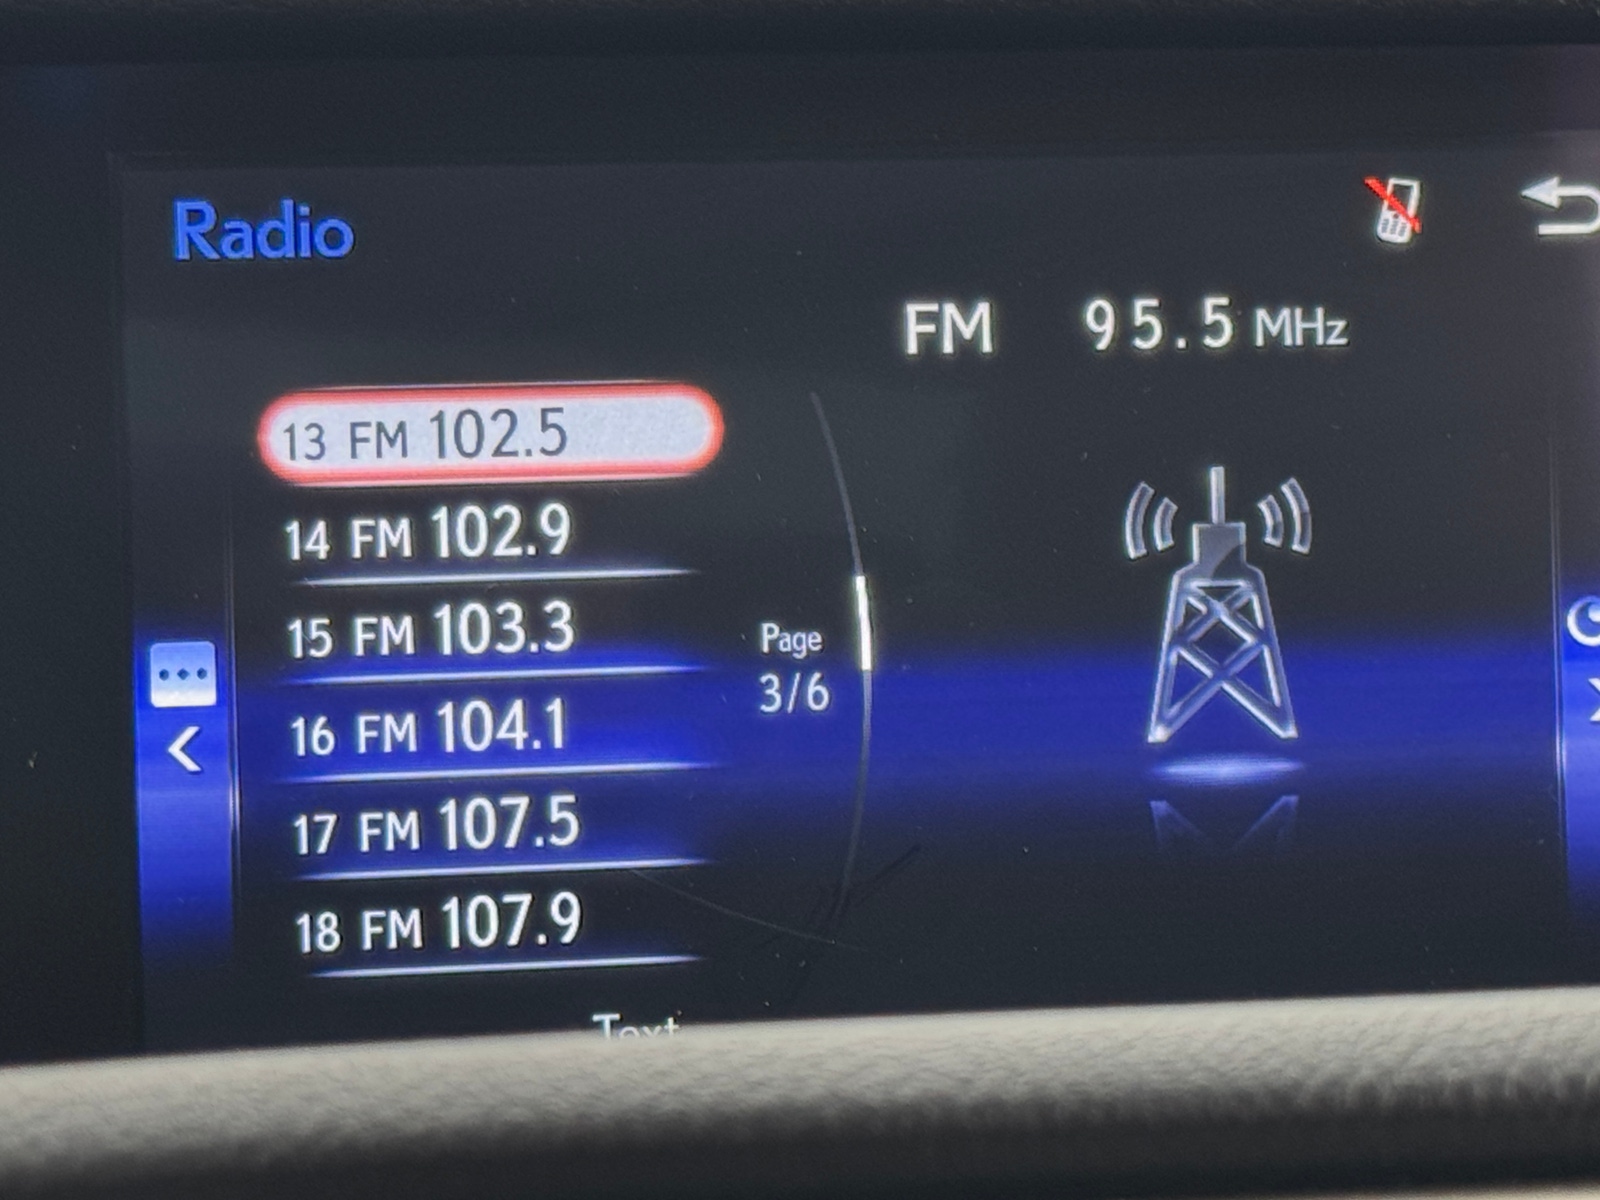 Radio
FM 95.5 MHz
13 FM 102.5
14 FM 102.9
15 FM 103.3
16 FM 104.1
17 FM 107.5
18 FM 107.9
Page
3/6
Text